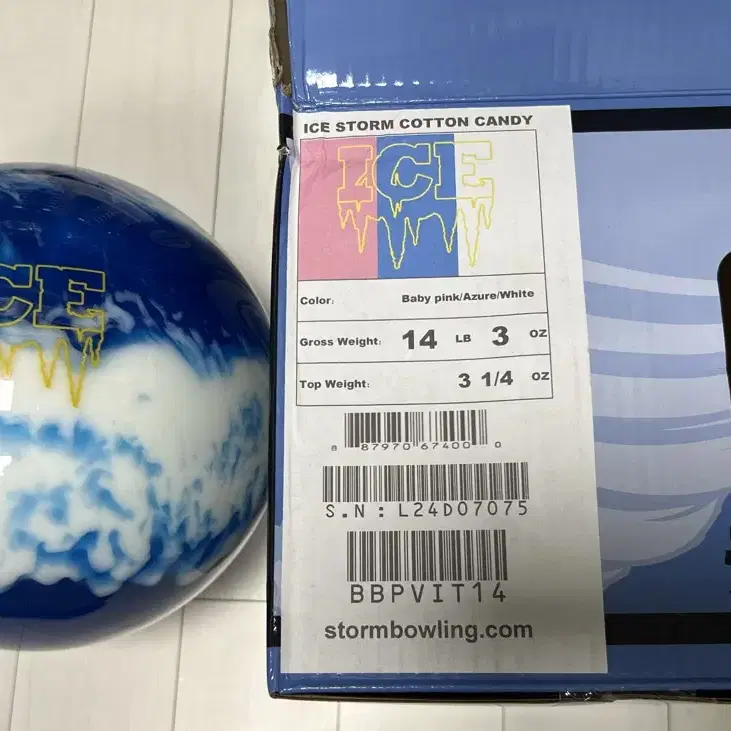 ICE STORM COTTON CANDY
ICE
Color: Baby pink/Azure/White
Gross Weight: 14 LB 3 OZ
Top Weight: 3 1/4 OZ
8 87970 67400 0
S.N : L24D07075
BBPVIT14
stormbowling.com
CE